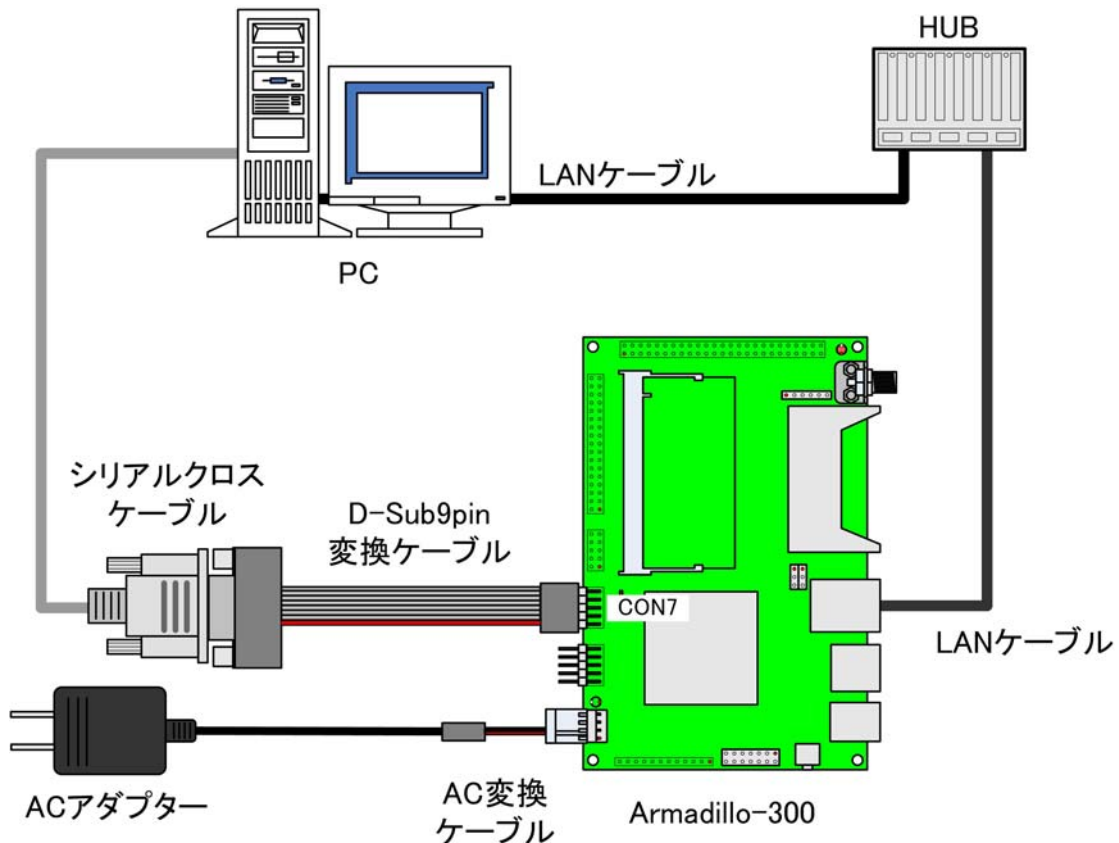 HUB
LANケーブル
PC
シリアルクロス
ケーブル
D-Sub9pin
変換ケーブル
CON7
LANケーブル
ACアダプター
AC変換
ケーブル
Armadillo-300